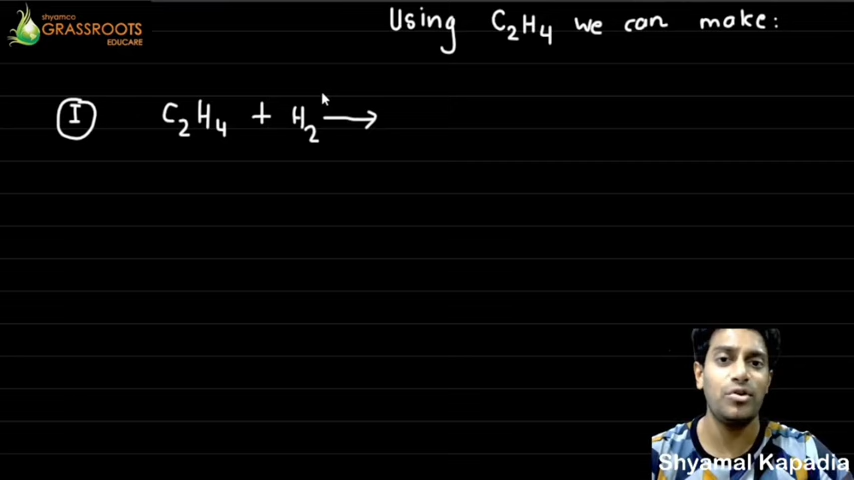 shyamco
GRASSROOTS
EDUCARE
Using C₂H₄ we can make:
I C₂H₄ + H₂ →
Shyamal Kapadia